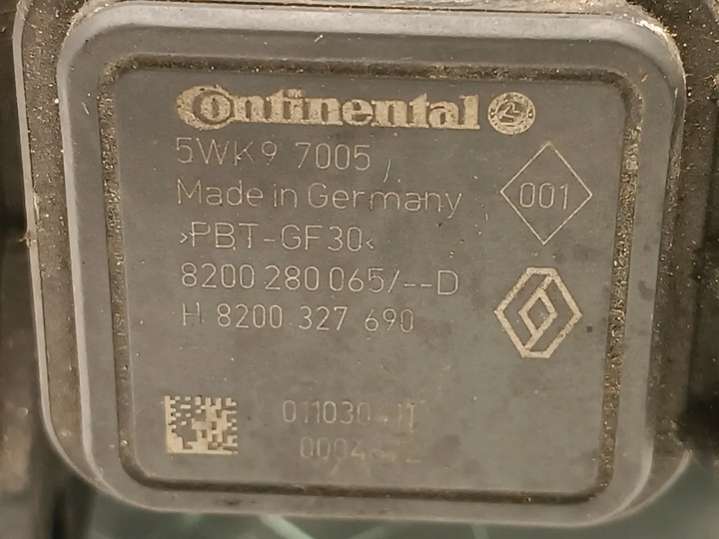 Continental
5WK9 7005
Made in Germany
001
>PBT-GF30<
8200 280 065/--D
H 8200 327 690